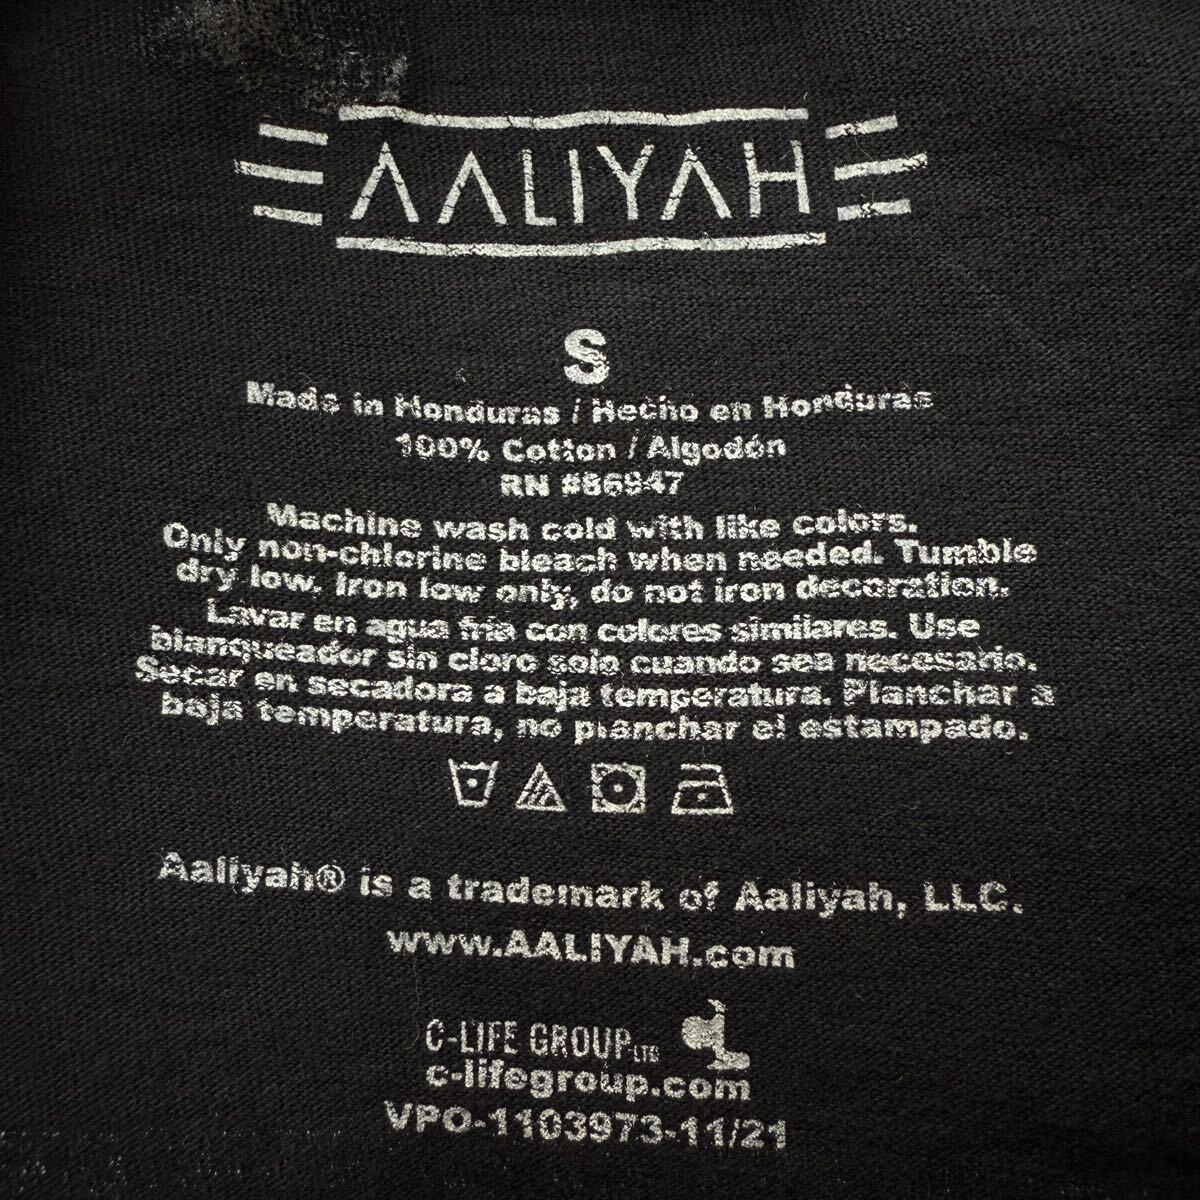 AALIYAH
S
Made in Honduras / Hecho en Honduras
100% Cotton / Algodón
RN #86947
Machine wash cold with like colors.
Only non-chlorine bleach when needed. Tumble
dry low. Iron low only, do not iron decoration.
Lavar en agua fría con colores similares. Use
blanqueador sin cloro solo cuando sea necesario.
Secar en secadora a baja temperatura. Planchar a
baja temperatura, no planchar el estampado.
Aaliyah® is a trademark of Aaliyah, LLC.
www.AALIYAH.com
C-LIFE GROUP LTD
c-lifegroup.com
VPO-1103973-11/21